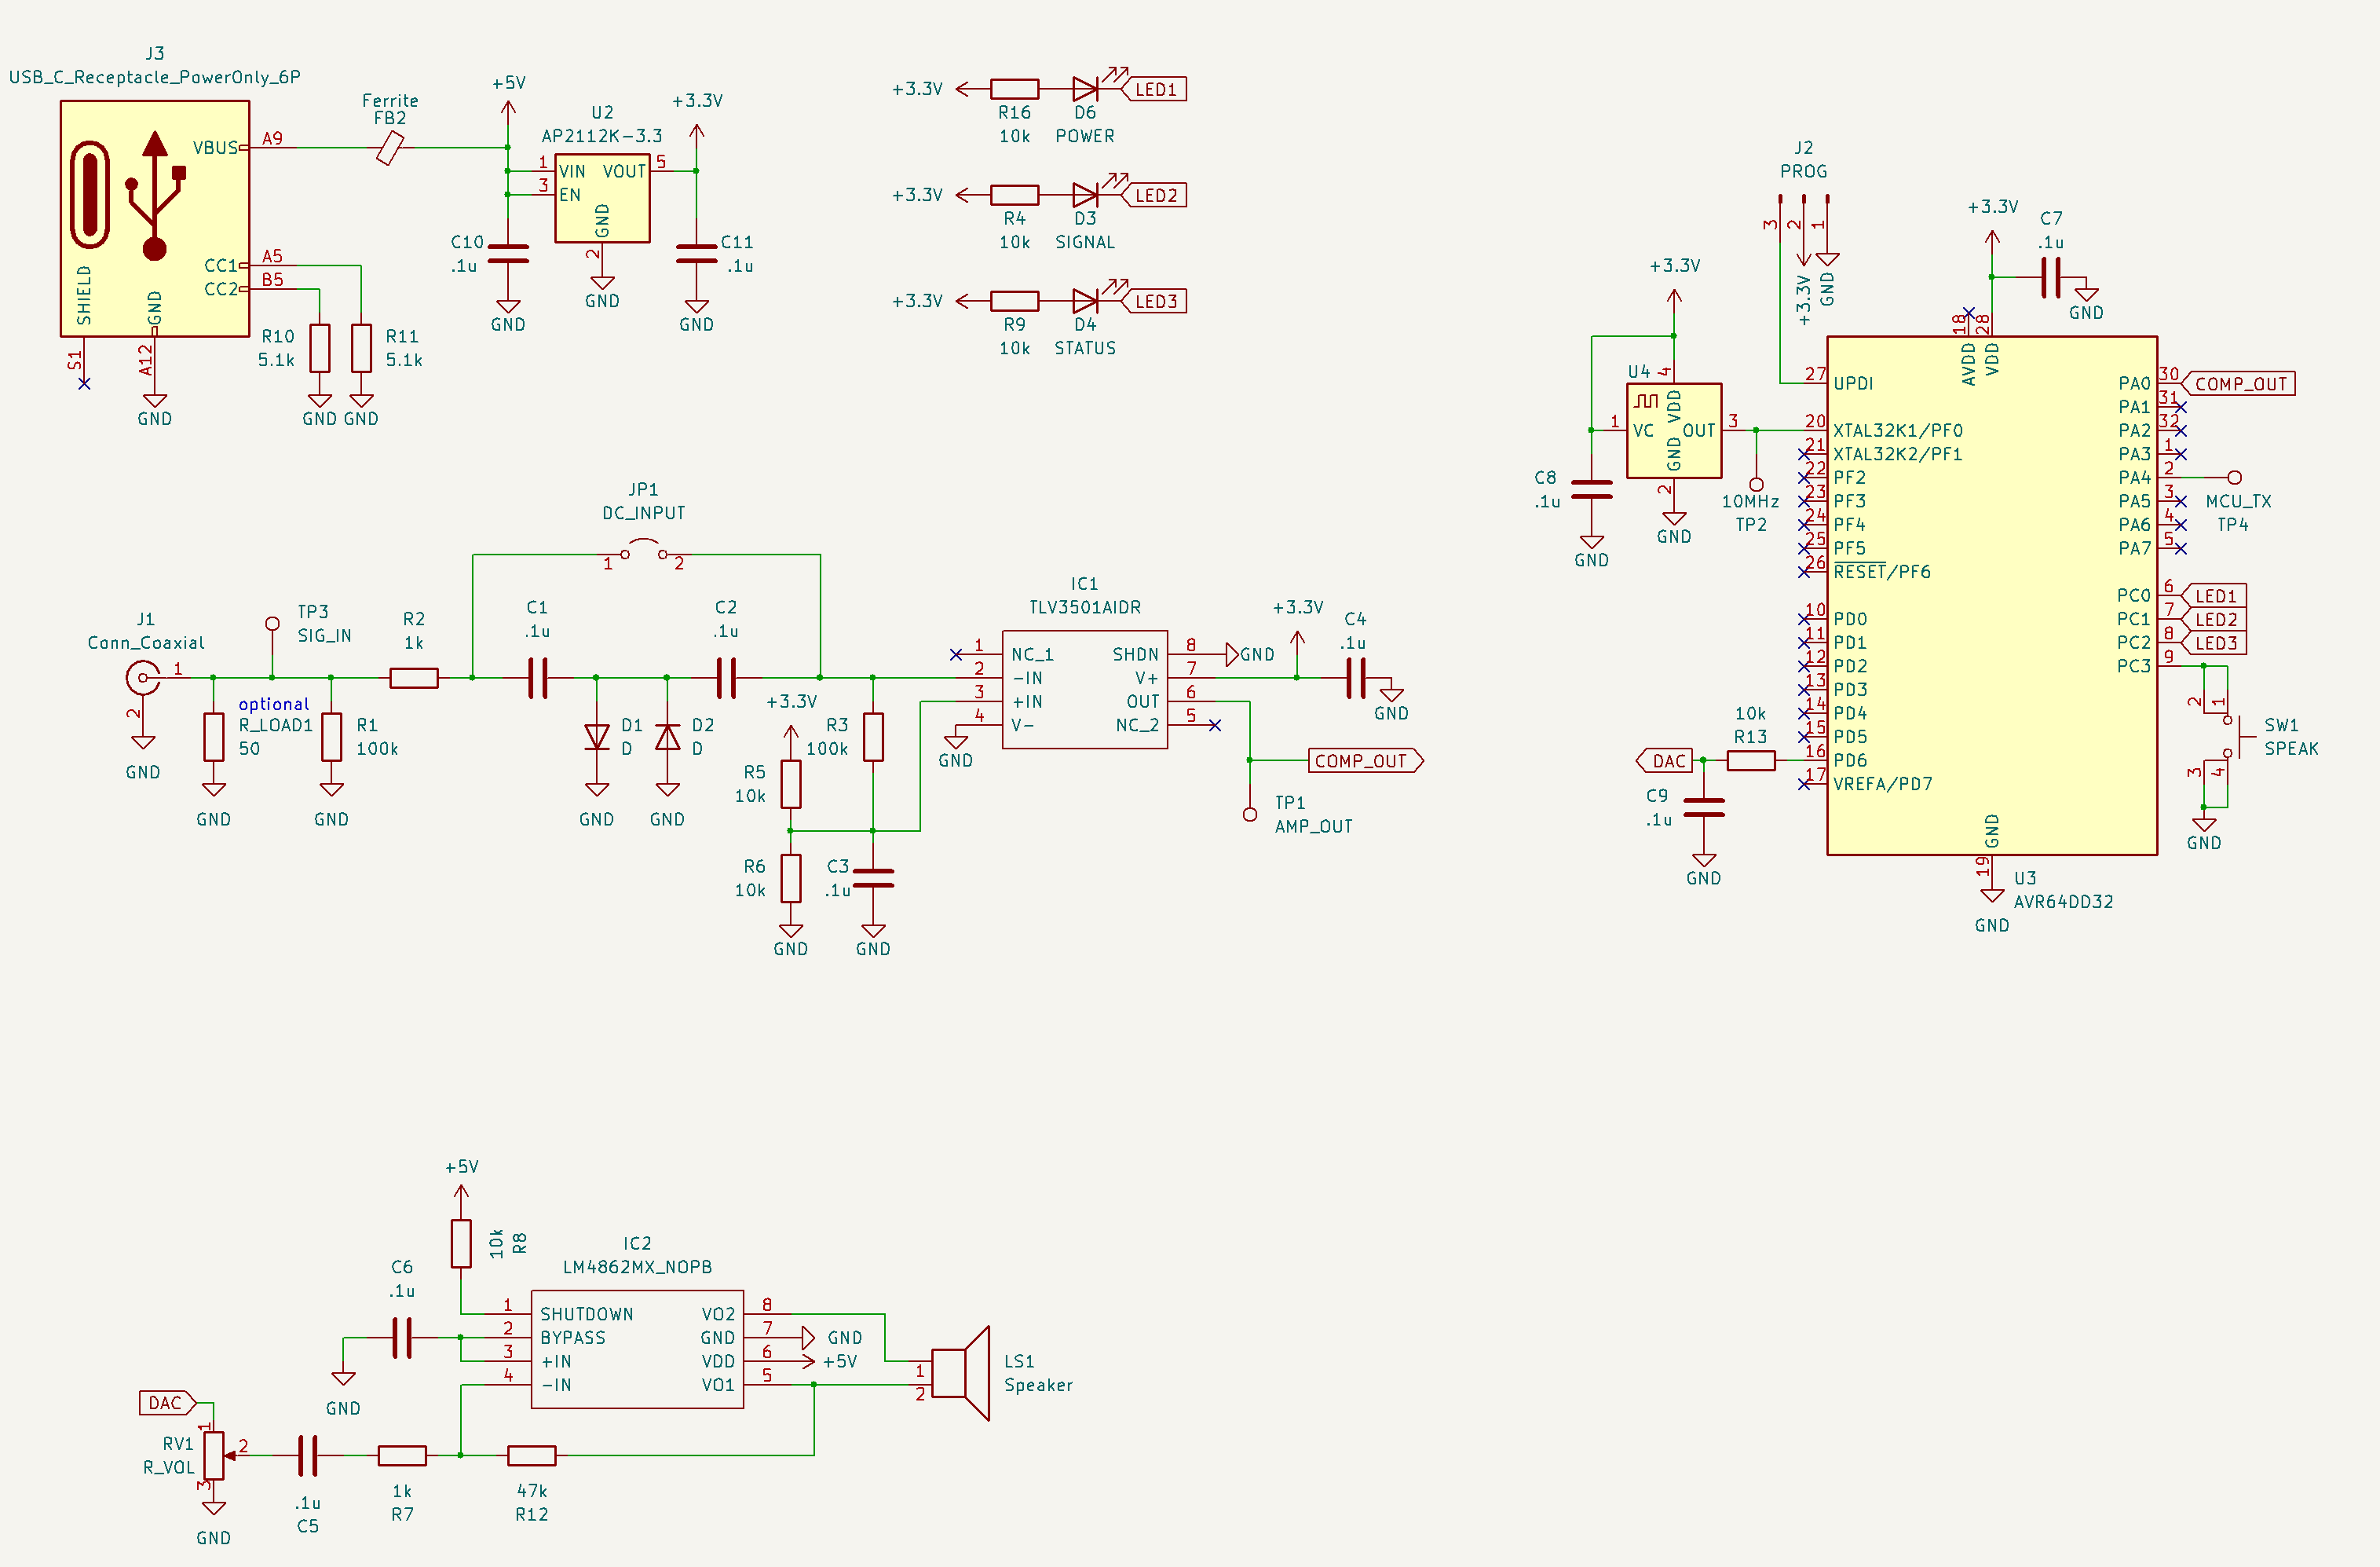 J3
USB_C_Receptacle_PowerOnly_6P
VBUS
A9
CC1
A5
CC2
B5
SHIELD
GND
S1
A12
GND
Ferrite
FB2
R10
5.1k
GND
R11
5.1k
GND
+5V
U2
AP2112K-3.3
1
VIN
VOUT
5
3
EN
GND
2
GND
+3.3V
C10
.1u
GND
C11
.1u
GND
+3.3V
R16
10k
D6
POWER
LED1
+3.3V
R4
10k
D3
SIGNAL
LED2
+3.3V
R9
10k
D4
STATUS
LED3
J2
PROG
3
2
1
+3.3V
GND
+3.3V
C7
.1u
GND
+3.3V
U4
4
VDD
1
VC
OUT
3
GND
2
GND
C8
.1u
GND
10MHz
TP2
18
28
AVDD
VDD
27
UPDI
20
XTAL32K1/PF0
21
XTAL32K2/PF1
22
PF2
23
PF3
24
PF4
25
PF5
26
RESET/PF6
10
PD0
11
PD1
12
PD2
13
PD3
14
PD4
15
PD5
16
PD6
17
VREFA/PD7
PA0
30
COMP_OUT
PA1
31
PA2
32
PA3
1
PA4
2
MCU_TX
TP4
PA5
3
PA6
4
PA7
5
PC0
6
LED1
PC1
7
LED2
PC2
8
LED3
PC3
9
2
1
SW1
SPEAK
3
4
GND
GND
19
GND
U3
AVR64DD32
10k
R13
DAC
C9
.1u
GND
JP1
DC_INPUT
1
2
J1
Conn_Coaxial
1
2
GND
TP3
SIG_IN
optional
R_LOAD1
50
GND
R1
100k
GND
R2
1k
C1
.1u
C2
.1u
D1
D
GND
D2
D
GND
+3.3V
R3
100k
R5
10k
R6
10k
GND
C3
.1u
GND
IC1
TLV3501AIDR
1
NC_1
2
-IN
3
+IN
4
V-
GND
SHDN
8
GND
V+
7
OUT
6
NC_2
5
+3.3V
C4
.1u
GND
COMP_OUT
TP1
AMP_OUT
+5V
10k
R8
C6
.1u
GND
IC2
LM4862MX_NOPB
1
SHUTDOWN
2
BYPASS
3
+IN
4
-IN
VO2
8
GND
7
GND
VDD
6
+5V
VO1
5
1
2
LS1
Speaker
DAC
1
RV1
R_VOL
2
3
GND
.1u
C5
1k
R7
47k
R12